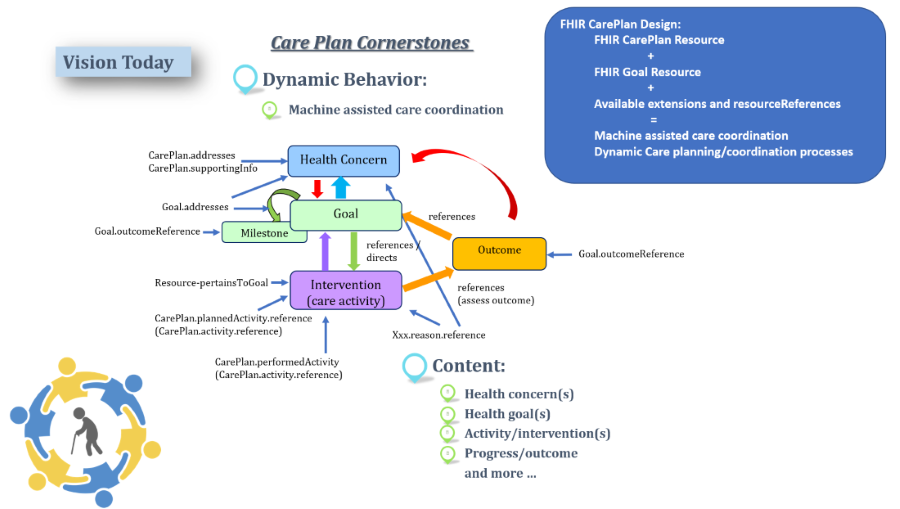 Vision Today
Care Plan Cornerstones
Dynamic Behavior:
Machine assisted care coordination
FHIR CarePlan Design:
FHIR CarePlan Resource
+
FHIR Goal Resource
+
Available extensions and resourceReferences
=
Machine assisted care coordination
Dynamic Care planning/coordination processes
CarePlan.addresses
CarePlan.supportingInfo
Health Concern
Goal.addresses
Goal
references
Goal.outcomeReference
Milestone
references /
directs
Outcome
Goal.outcomeReference
Resource-pertainsToGoal
Intervention
(care activity)
references
(assess outcome)
CarePlan.plannedActivity.reference
(CarePlan.activity.reference)
Xxx.reason.reference
CarePlan.performedActivity
(CarePlan.activity.reference)
Content:
Health concern(s)
Health goal(s)
Activity/intervention(s)
Progress/outcome
and more ...